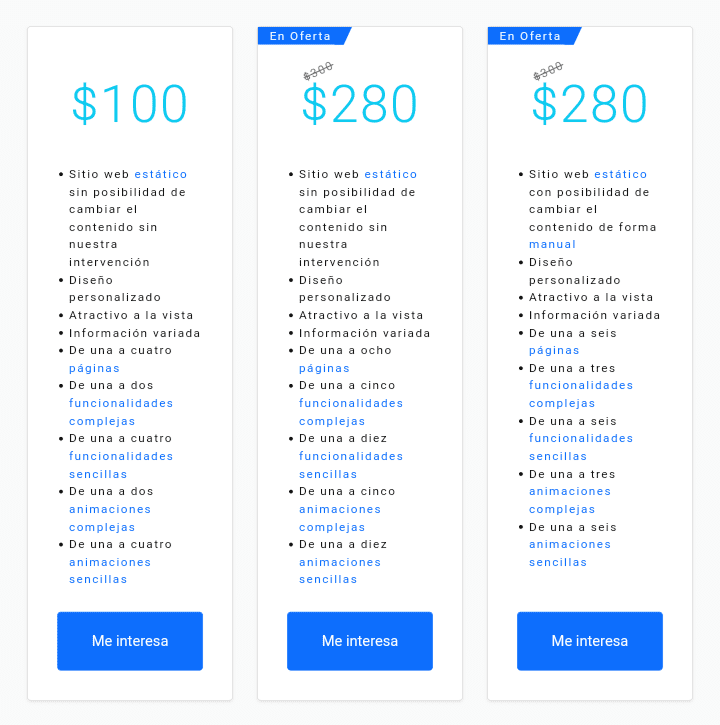 $100
• Sitio web estático
sin posibilidad de
cambiar el
contenido sin
nuestra
intervención
• Diseño
personalizado
• Atractivo a la vista
• Información variada
• De una a cuatro
páginas
• De una a dos
funcionalidades
complejas
• De una a cuatro
funcionalidades
sencillas
• De una a dos
animaciones
complejas
• De una a cuatro
animaciones
sencillas
Me interesa
En Oferta
$300
$280
• Sitio web estático
sin posibilidad de
cambiar el
contenido sin
nuestra
intervención
• Diseño
personalizado
• Atractivo a la vista
• Información variada
• De una a ocho
páginas
• De una a cinco
funcionalidades
complejas
• De una a diez
funcionalidades
sencillas
• De una a cinco
animaciones
complejas
• De una a diez
animaciones
sencillas
Me interesa
En Oferta
$300
$280
• Sitio web estático
con posibilidad de
cambiar el
contenido de forma
manual
• Diseño
personalizado
• Atractivo a la vista
• Información variada
• De una a seis
páginas
• De una a tres
funcionalidades
complejas
• De una a seis
funcionalidades
sencillas
• De una a tres
animaciones
complejas
• De una a seis
animaciones
sencillas
Me interesa